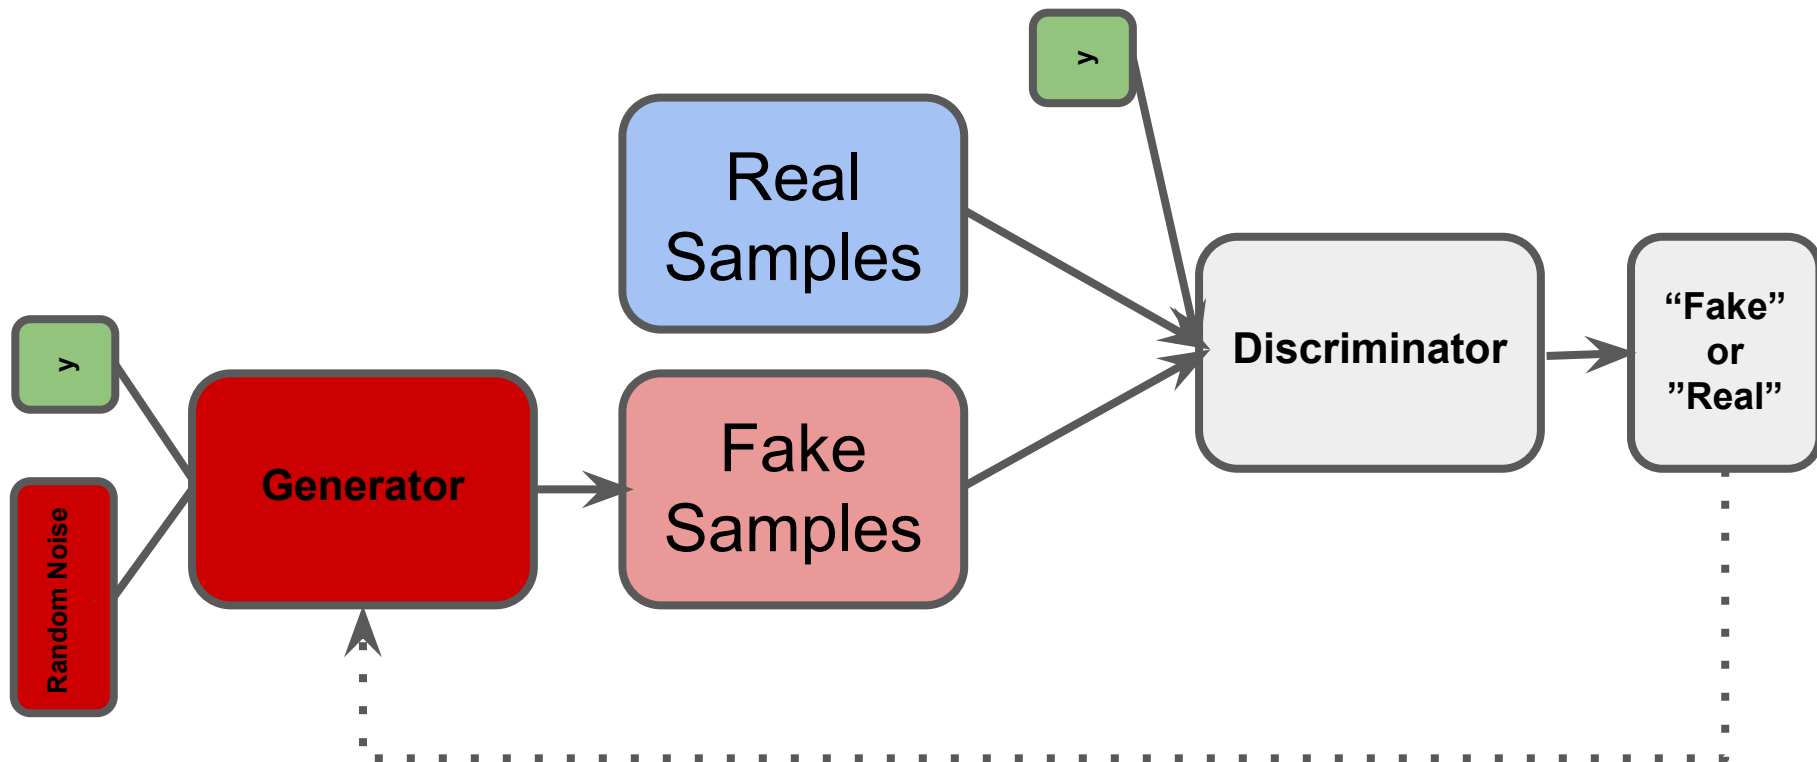 y
Real
Samples
y
Random Noise
Generator
Fake
Samples
Discriminator
“Fake”
or
”Real”